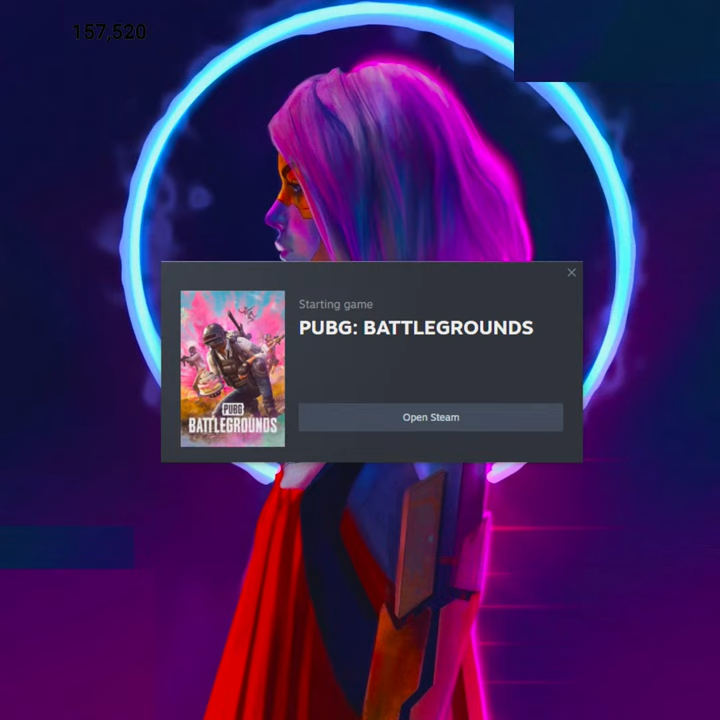 157,520
Starting game
PUBG: BATTLEGROUNDS
PUBG
BATTLEGROUNDS
Open Steam